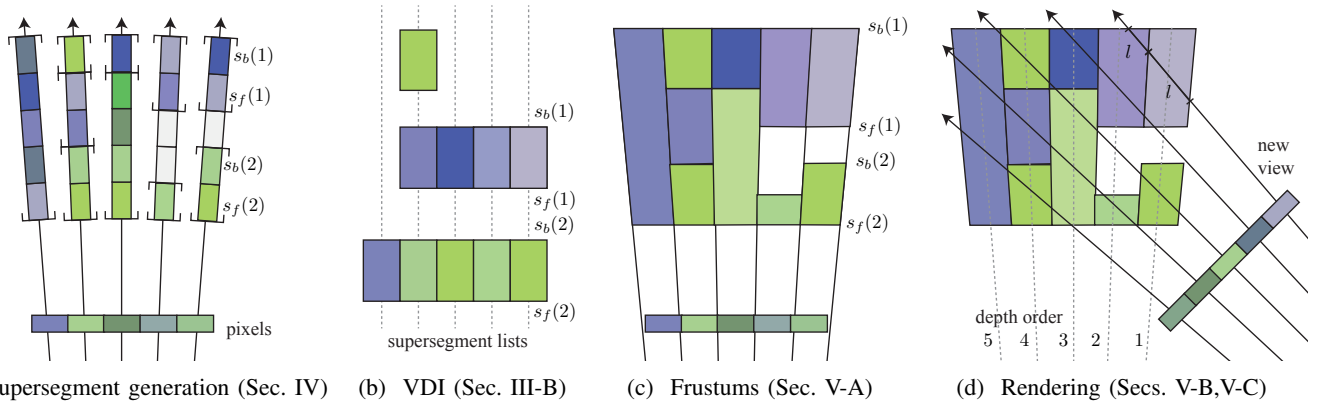 s_b(1)
s_f(1)
s_b(2)
s_f(2)
pixels
upersegment generation (Sec. IV)
s_b(1)
s_f(1)
s_b(2)
s_f(2)
supersegment lists
(b) VDI (Sec. III-B)
s_b(1)
s_f(1)
s_b(2)
s_f(2)
(c) Frustums (Sec. V-A)
l
l
new
view
depth order
5 4 3 2 1
(d) Rendering (Secs. V-B,V-C)